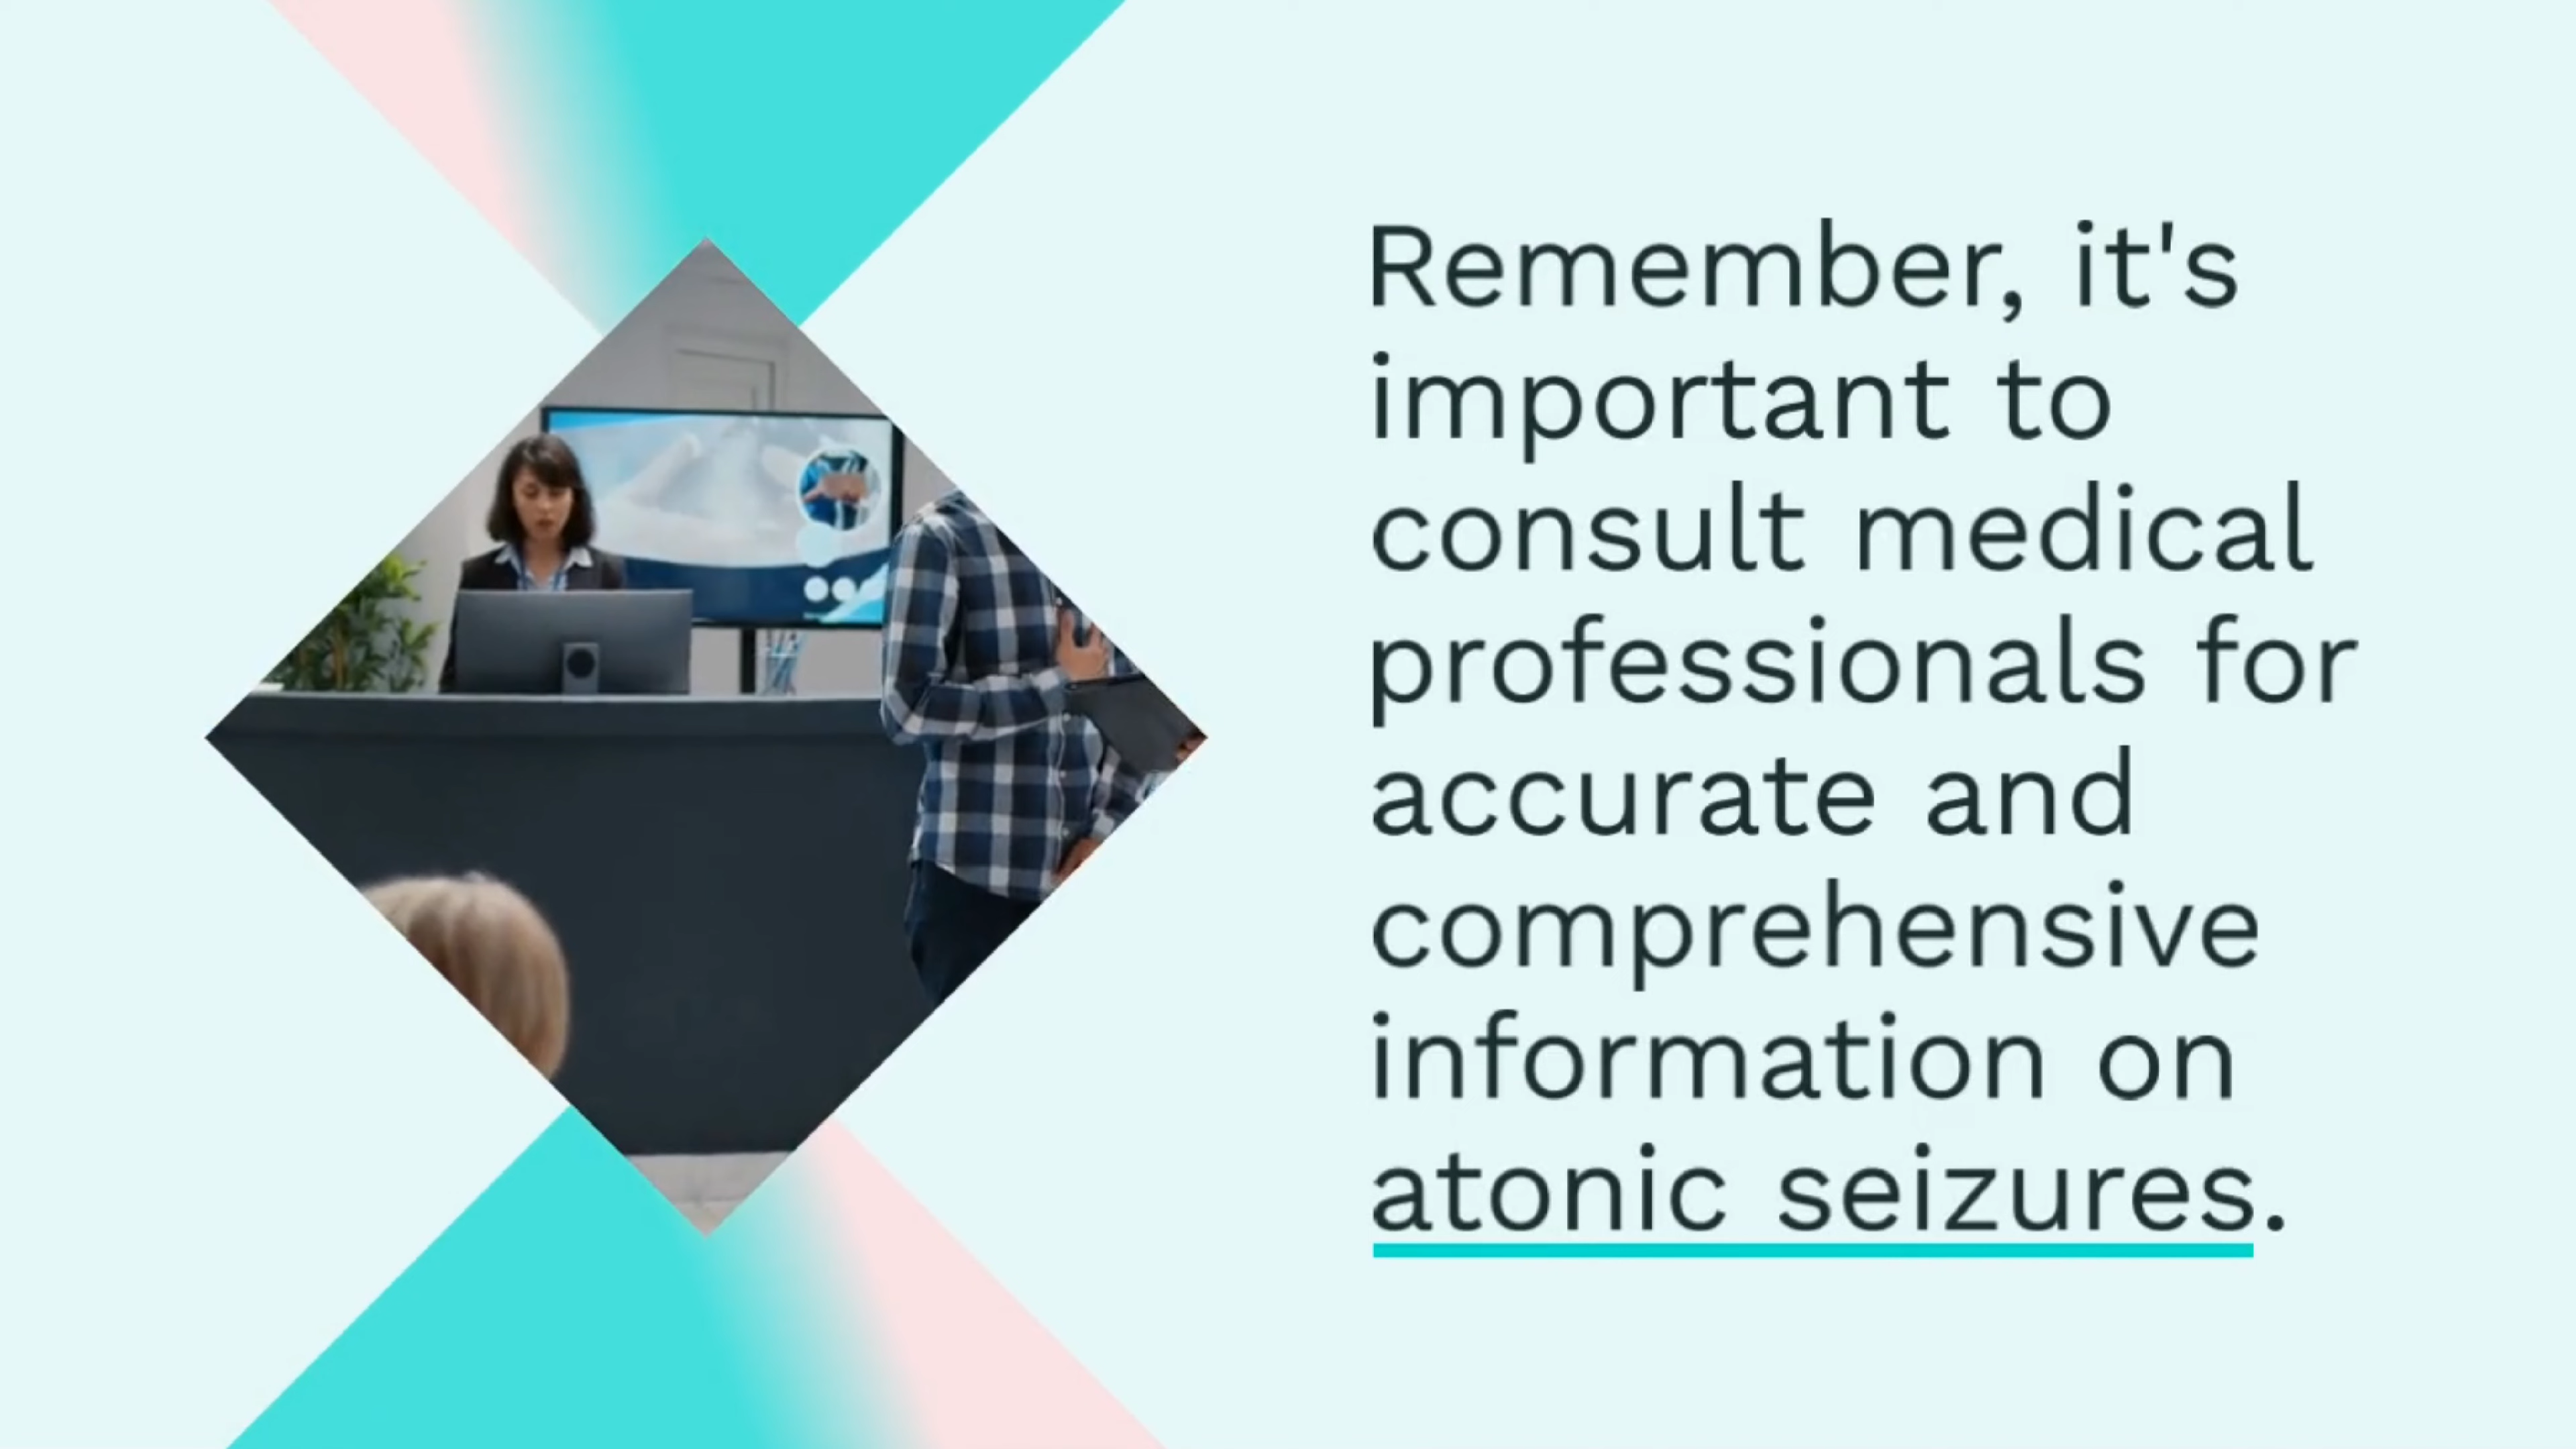 Remember, it's
important to
consult medical
professionals for
accurate and
comprehensive
information on
atonic seizures.